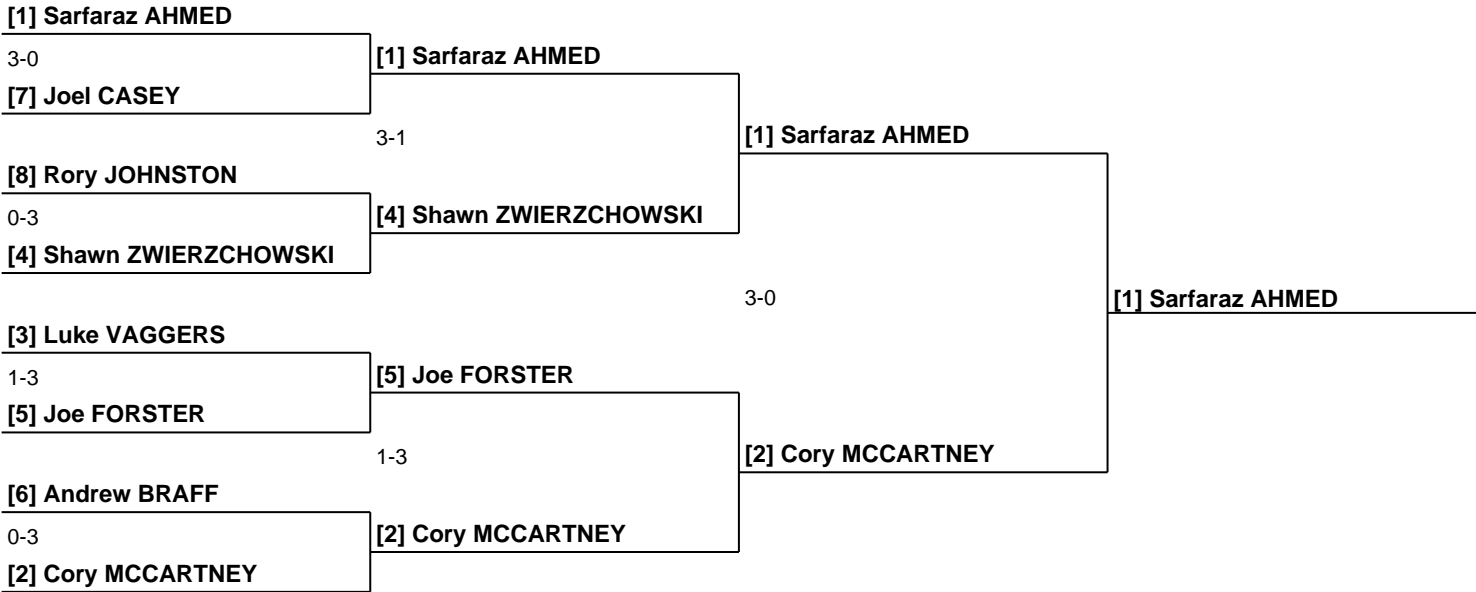 [1] Sarfaraz AHMED
3-0
[7] Joel CASEY
[1] Sarfaraz AHMED
3-1
[8] Rory JOHNSTON
0-3
[4] Shawn ZWIERZCHOWSKI
[4] Shawn ZWIERZCHOWSKI
[1] Sarfaraz AHMED
3-0
[1] Sarfaraz AHMED
[3] Luke VAGGERS
1-3
[5] Joe FORSTER
[5] Joe FORSTER
1-3
[2] Cory MCCARTNEY
[6] Andrew BRAFF
0-3
[2] Cory MCCARTNEY
[2] Cory MCCARTNEY